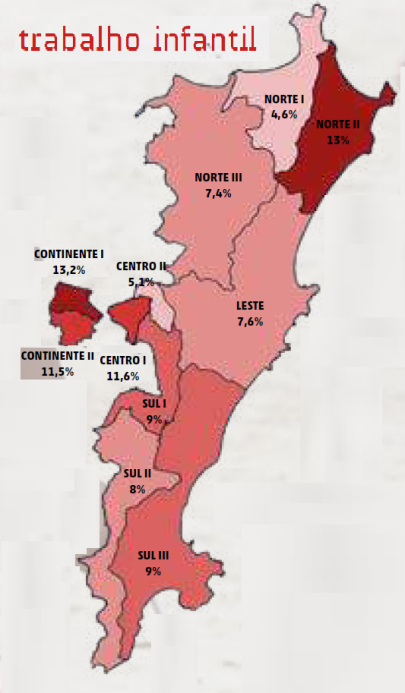 trabalho infantil
NORTE I
4,6%
NORTE II
13%
NORTE III
7,4%
CONTINENTE I
13,2%
CENTRO II
5,1%
LESTE
7,6%
CONTINENTE II
11,5%
CENTRO I
11,6%
SUL I
9%
SUL II
8%
SUL III
9%